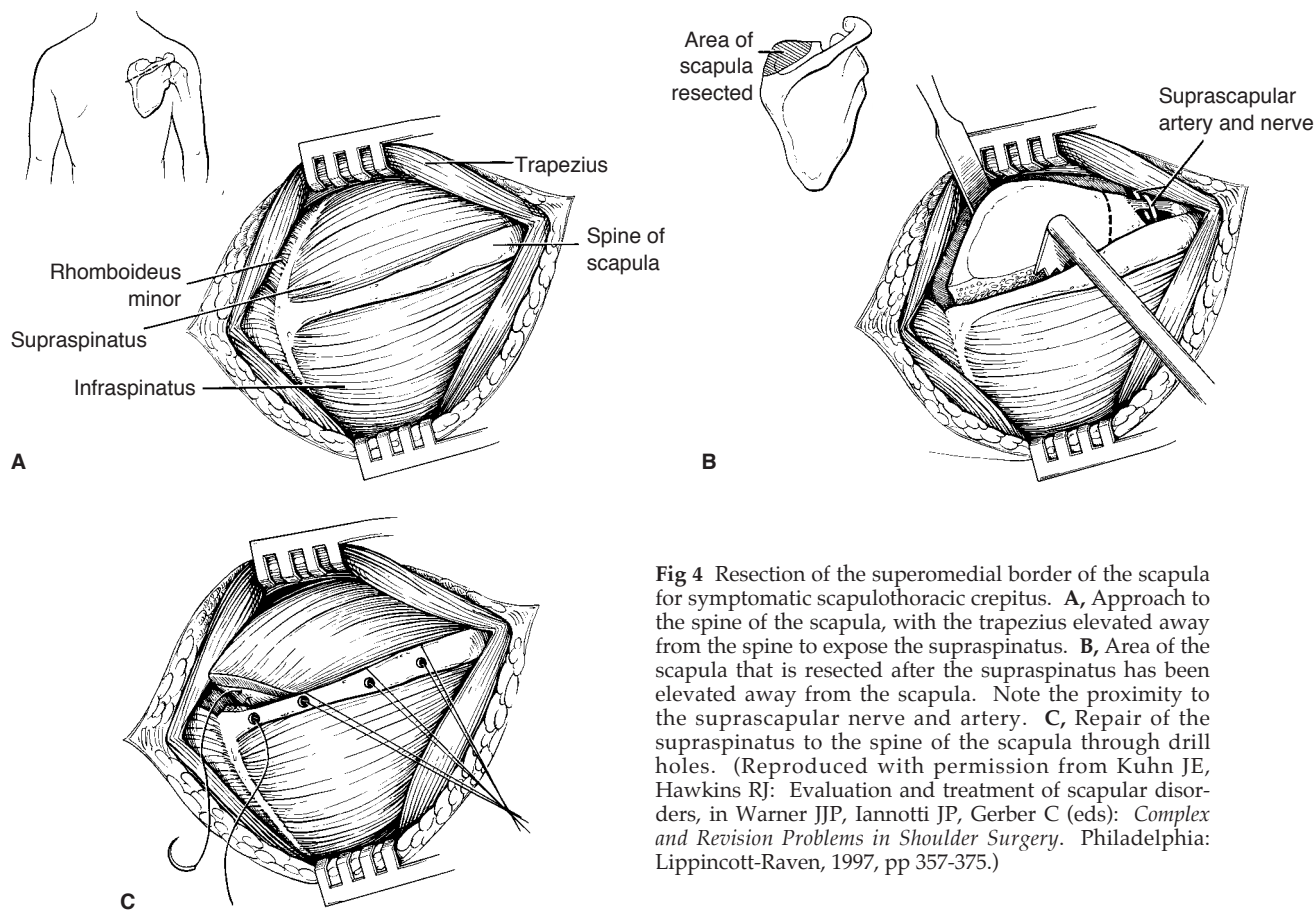 Trapezius
Spine of
scapula
Rhomboideus
minor
Supraspinatus
Infraspinatus
A
Area of
scapula
resected
Suprascapular
artery and nerve
B
C
Fig 4 Resection of the superomedial border of the scapula
for symptomatic scapulothoracic crepitus. A, Approach to
the spine of the scapula, with the trapezius elevated away
from the spine to expose the supraspinatus. B, Area of the
scapula that is resected after the supraspinatus has been
elevated away from the scapula. Note the proximity to
the suprascapular nerve and artery. C, Repair of the
supraspinatus to the spine of the scapula through drill
holes. (Reproduced with permission from Kuhn JE,
Hawkins RJ: Evaluation and treatment of scapular disor-
ders, in Warner JJP, Iannotti JP, Gerber C (eds): Complex
and Revision Problems in Shoulder Surgery. Philadelphia:
Lippincott-Raven, 1997, pp 357-375.)